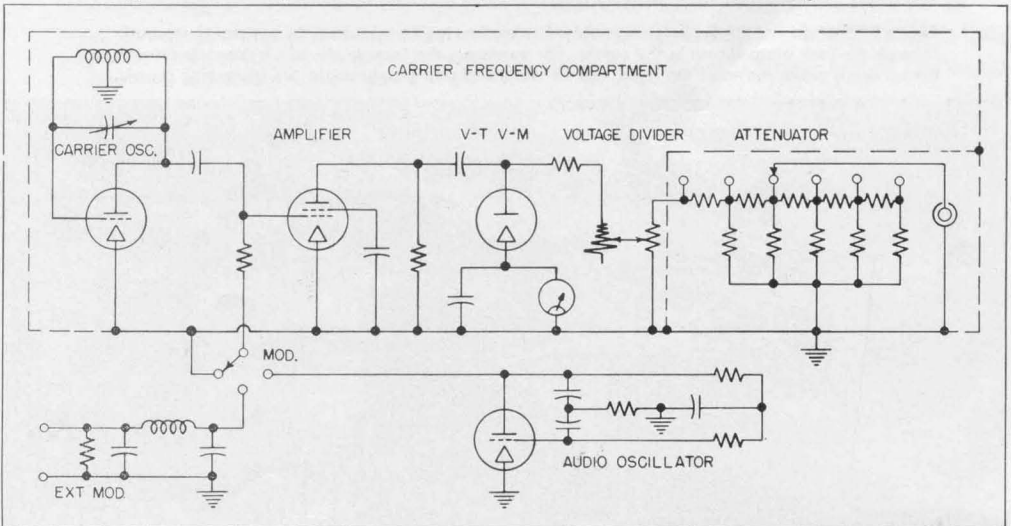 CARRIER FREQUENCY COMPARTMENT
AMPLIFIER
V-T V-M
VOLTAGE DIVIDER
ATTENUATOR
CARRIER OSC.
MOD.
EXT MOD.
AUDIO OSCILLATOR